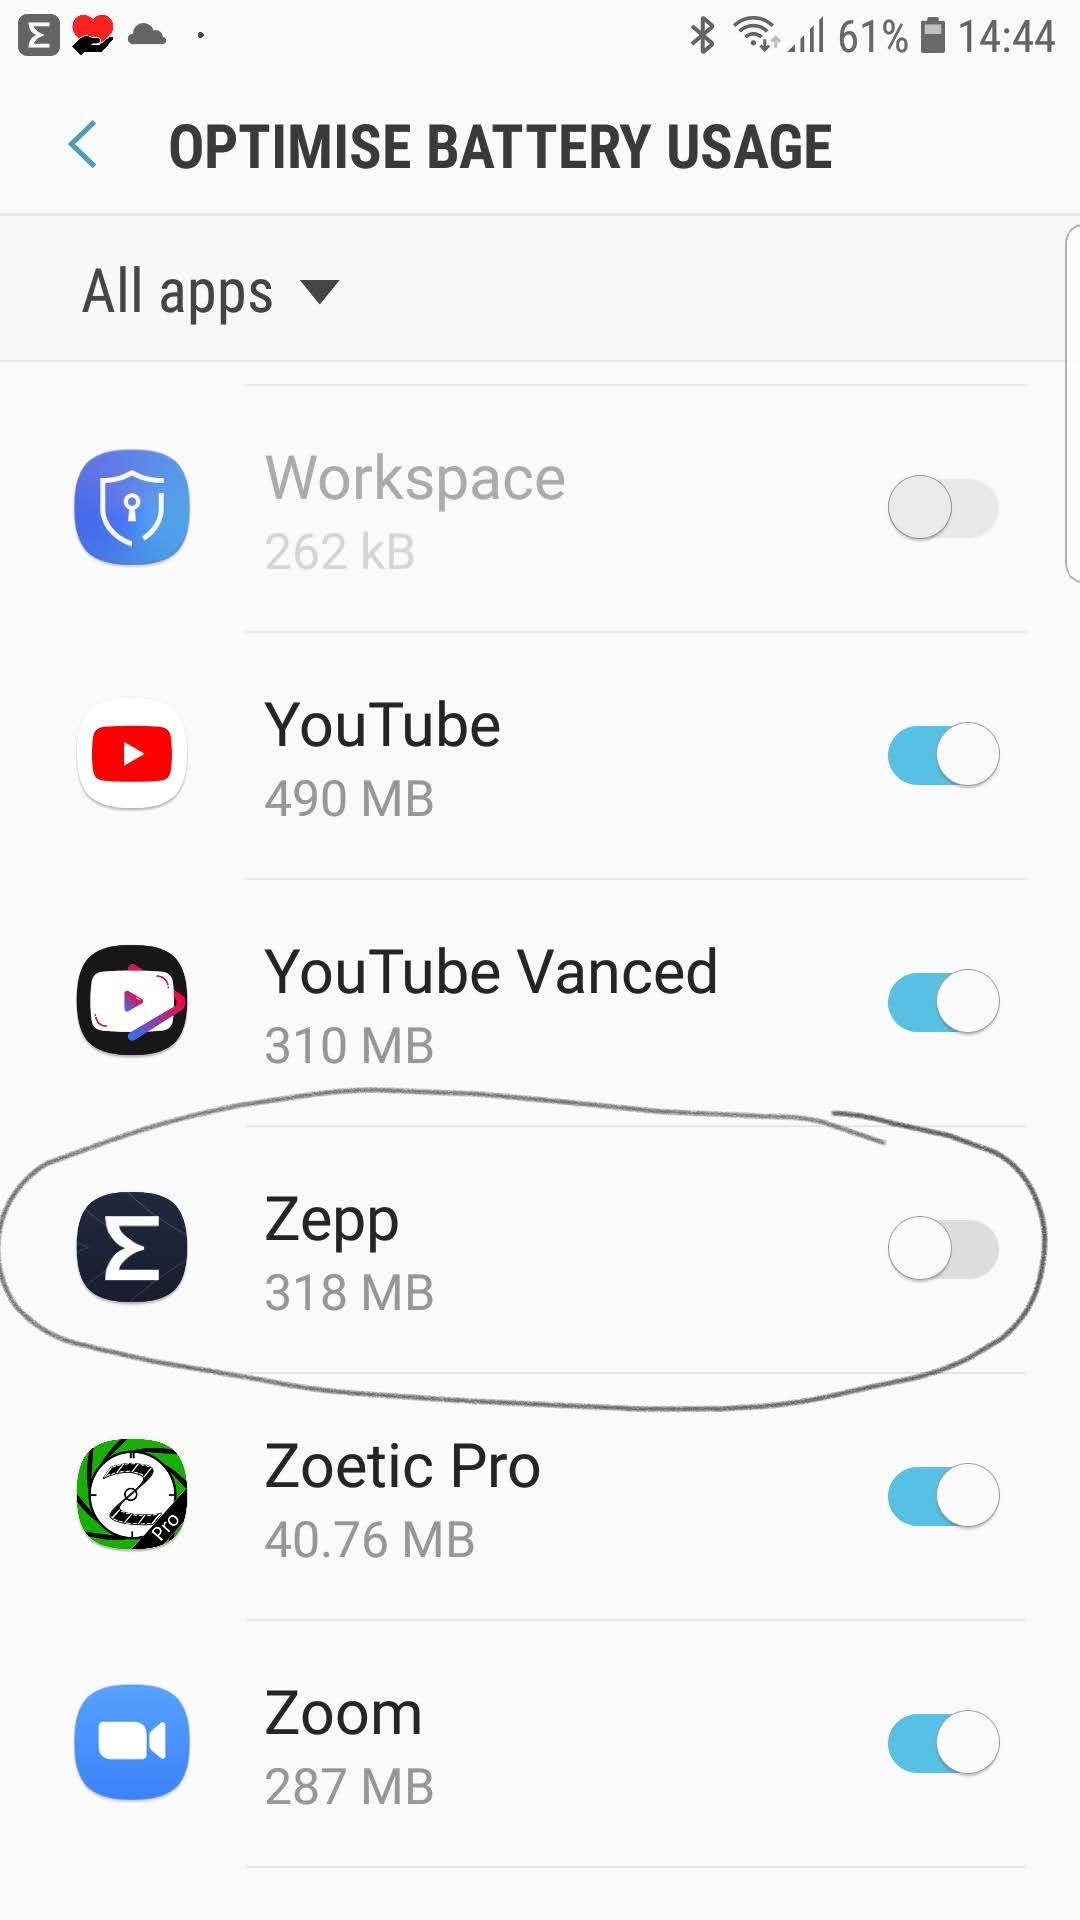 61% 14:44
OPTIMISE BATTERY USAGE
All apps
Workspace
262 kB
YouTube
490 MB
YouTube Vanced
310 MB
Zepp
318 MB
Zoetic Pro
40.76 MB
Pro
Zoom
287 MB